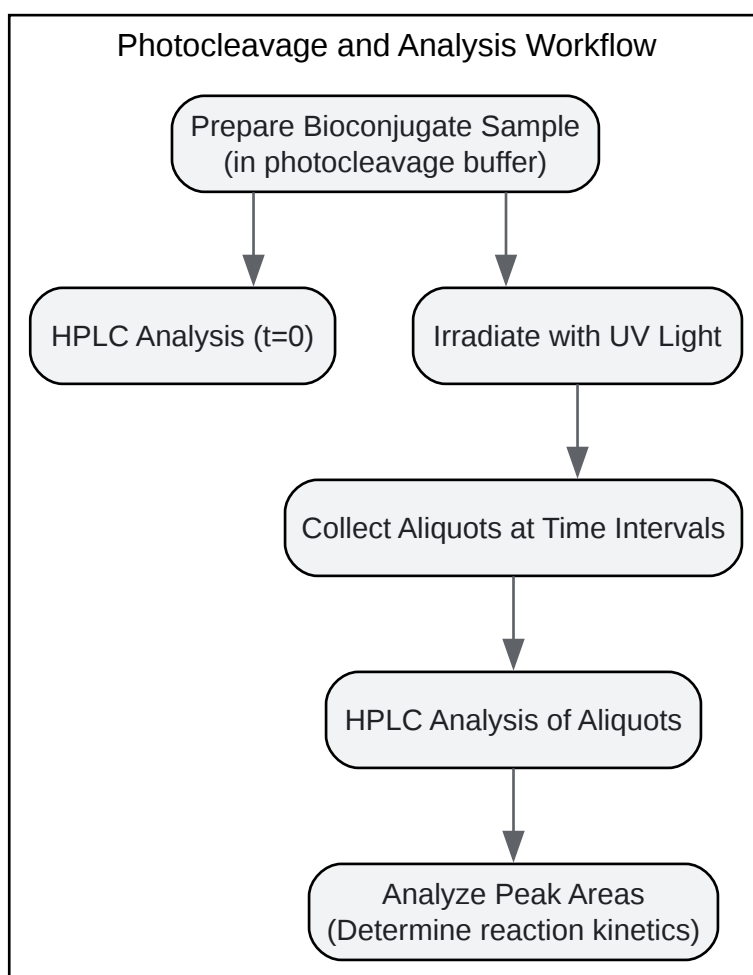 Photocleavage and Analysis Workflow
Prepare Bioconjugate Sample
(in photocleavage buffer)
HPLC Analysis (t=0)
Irradiate with UV Light
Collect Aliquots at Time Intervals
HPLC Analysis of Aliquots
Analyze Peak Areas
(Determine reaction kinetics)